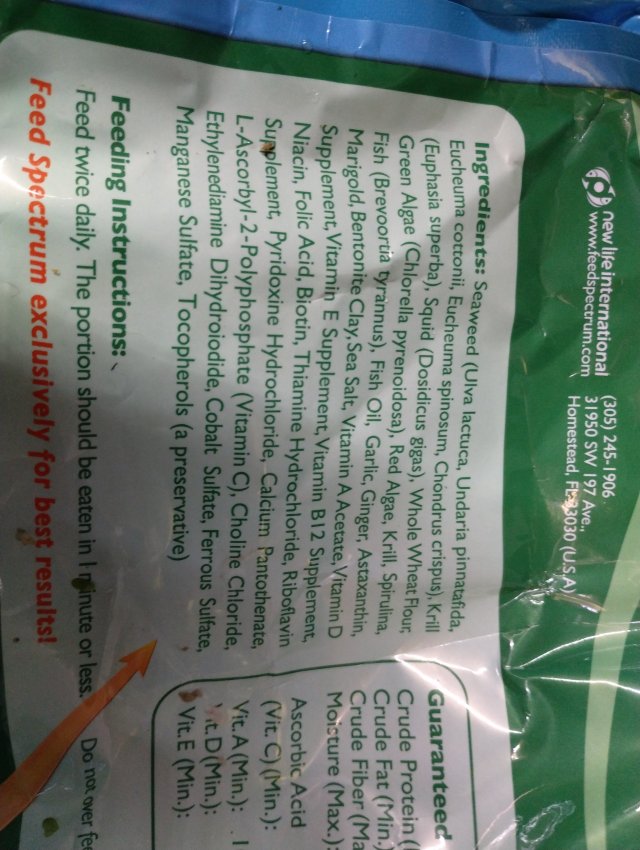 new life international
www.feedspectrum.com
(305) 245-1906
31950 SW 197 Ave.,
Homestead, FL 33030 (USA)
Ingredients: Seaweed (Ulva lactuca, Undaria pinnatafida,
Eucheuma cottonii, Eucheuma spinosum, Chondrus crispus), Krill
(Euphasia superba), Squid (Dosidicus gigas), Whole Wheat Flour,
Green Algae (Chlorella pyrenoidosa), Red Algae, Krill, Spirulina,
Fish (Brevoortia tyrannus), Fish Oil, Garlic, Ginger, Astaxanthin,
Marigold, Bentonite Clay, Sea Salt, Vitamin A Acetate, Vitamin D
Supplement, Vitamin E Supplement, Vitamin B12 Supplement,
Niacin, Folic Acid, Biotin, Thiamine Hydrochloride, Riboflavin
Supplement, Pyridoxine Hydrochloride, Calcium Pantothenate,
L-Ascorbyl-2-Polyphosphate (Vitamin C), Choline Chloride,
Ethylenediamine Dihydroiodide, Cobalt Sulfate, Ferrous Sulfate,
Manganese Sulfate, Tocopherols (a preservative)
Feeding Instructions:
Feed twice daily. The portion should be eaten in 1 minute or less. Do not over fee
Feed Spectrum exclusively for best results!
Guaranteed
Crude Protein (
Crude Fat (Min.)
Crude Fiber (Ma
Moisture (Max.):
Ascorbic Acid
(Vit. C) (Min.):
Vit. A (Min.):
Vit. D (Min.):
Vit. E (Min.):